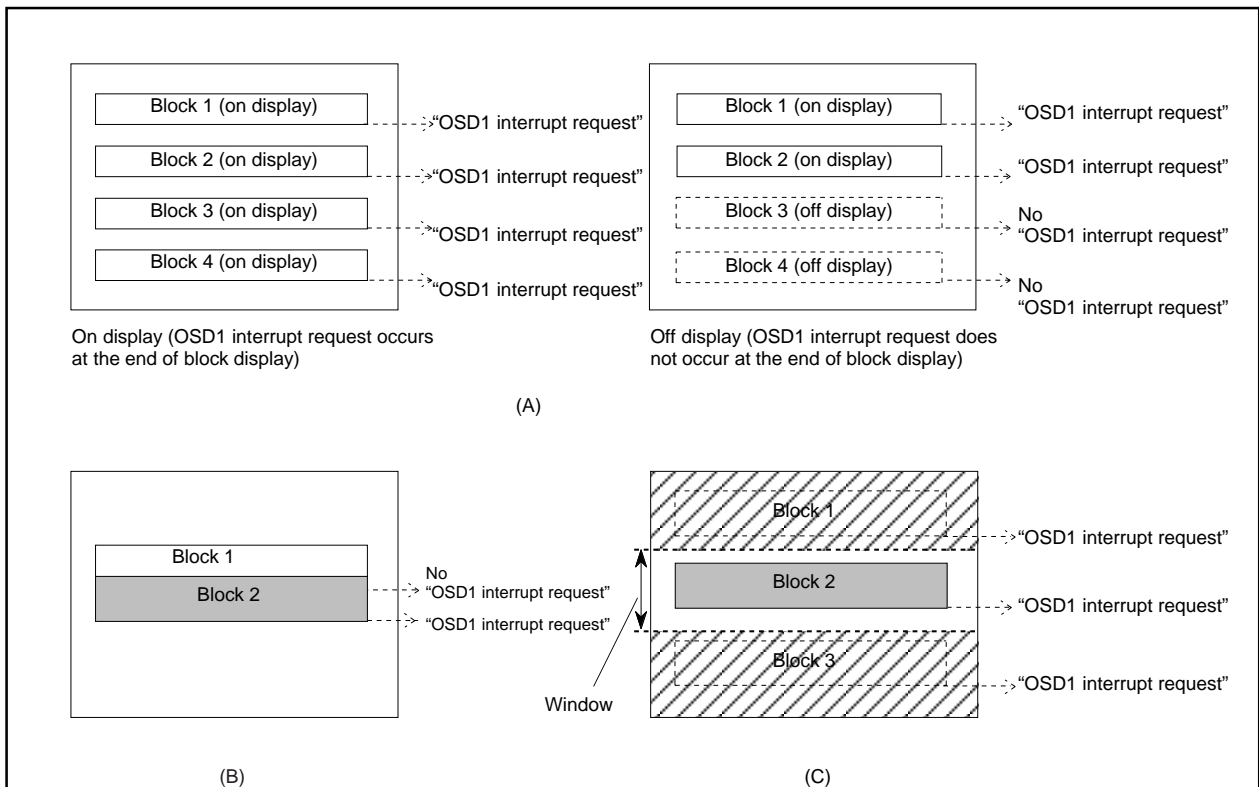 Block 1 (on display)
“OSD1 interrupt request”
Block 2 (on display)
“OSD1 interrupt request”
Block 3 (on display)
“OSD1 interrupt request”
Block 4 (on display)
“OSD1 interrupt request”
On display (OSD1 interrupt request occurs
at the end of block display)
Block 1 (on display)
“OSD1 interrupt request”
Block 2 (on display)
“OSD1 interrupt request”
Block 3 (off display)
No
“OSD1 interrupt request”
Block 4 (off display)
No
“OSD1 interrupt request”
Off display (OSD1 interrupt request does
not occur at the end of block display)
(A)
Block 1
Block 2
No
“OSD1 interrupt request”
“OSD1 interrupt request”
(B)
Block 1
“OSD1 interrupt request”
Block 2
“OSD1 interrupt request”
Block 3
“OSD1 interrupt request”
Window
(C)